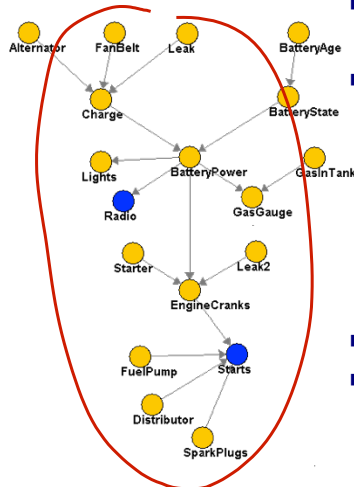 Alternator FanBelt Leak BatteryAge
Charge BatteryState
Lights BatteryPower GasInTank
Radio GasGauge
Starter Leak2
EngineCranks
FuelPump Starts
Distributor
SparkPlugs